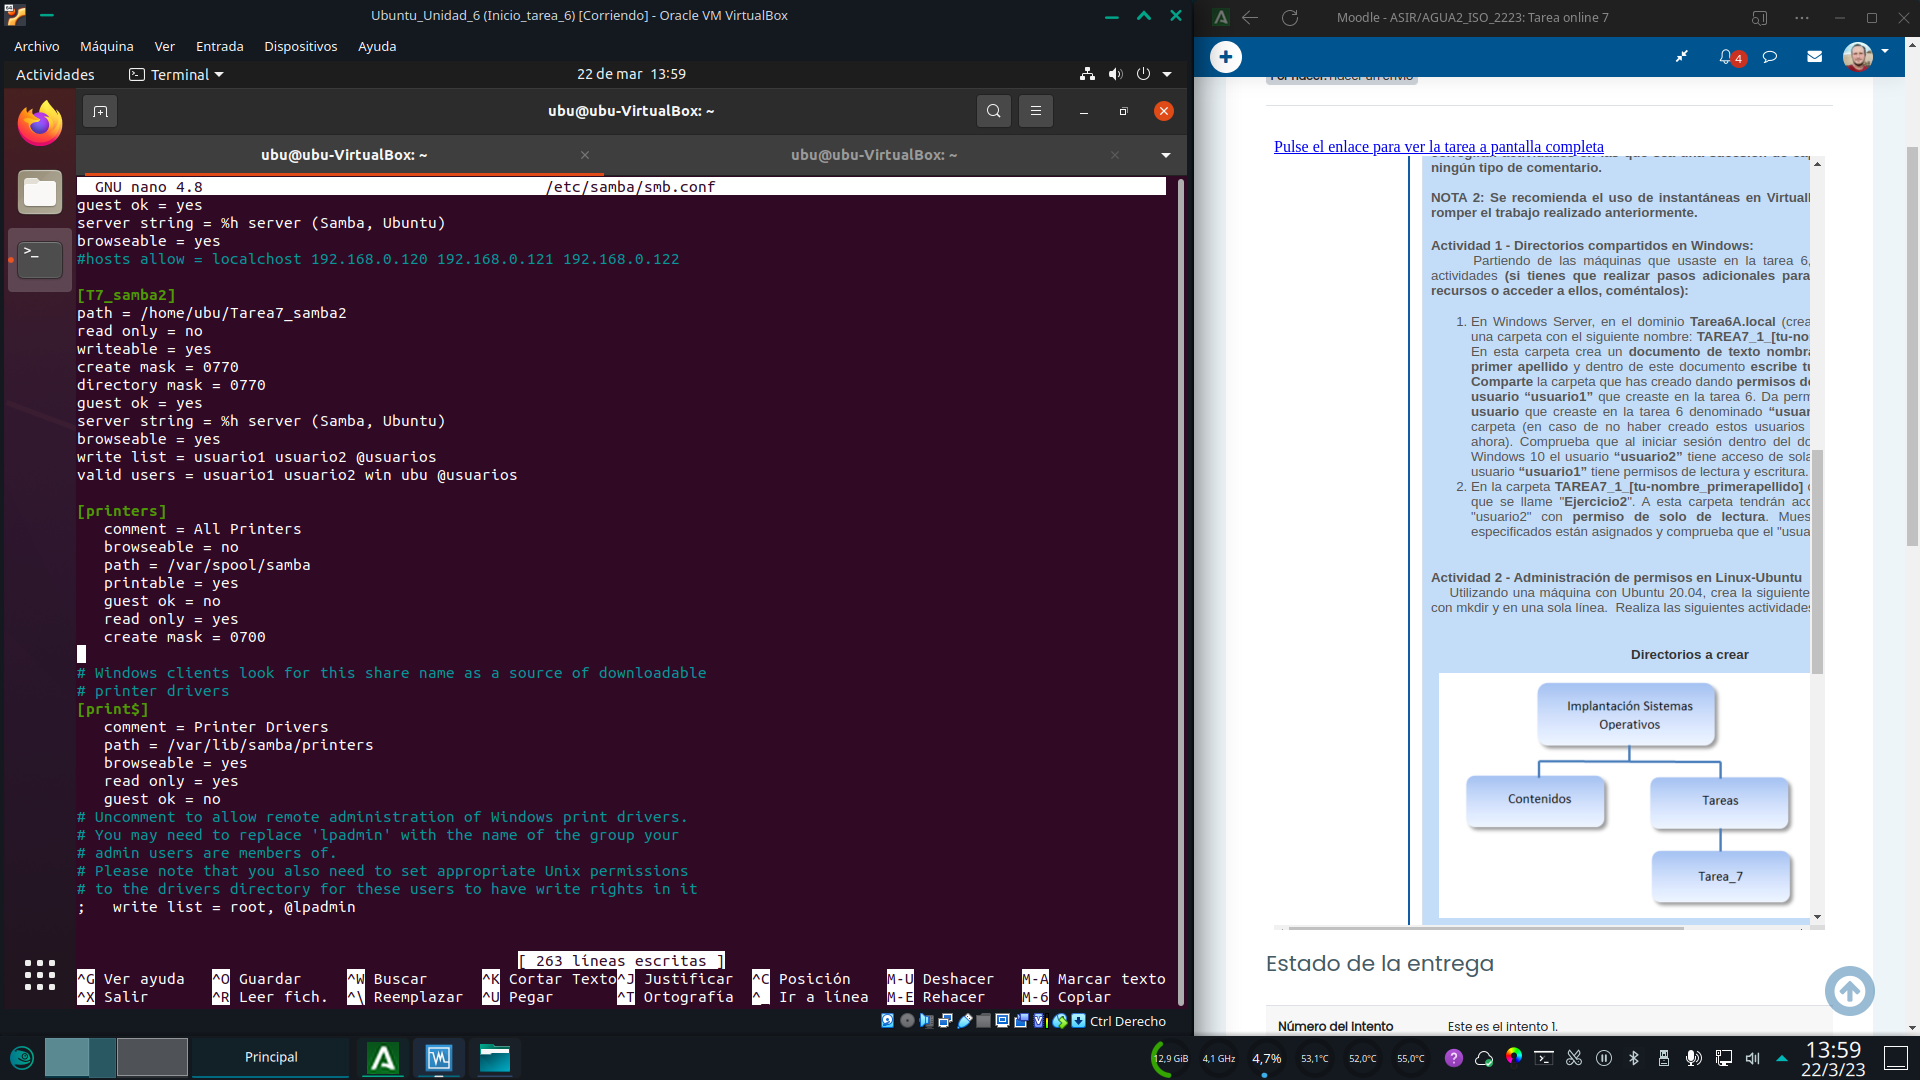 Ubuntu_Unidad_6 (Inicio_tarea_6) [Corriendo] - Oracle VM VirtualBox
Archivo Máquina Ver Entrada Dispositivos Ayuda
Actividades Terminal 22 de mar 13:59
ubu@ubu-VirtualBox: ~
ubu@ubu-VirtualBox: ~ ubu@ubu-VirtualBox: ~
GNU nano 4.8 /etc/samba/smb.conf
guest ok = yes
server string = %h server (Samba, Ubuntu)
browseable = yes
#hosts allow = localchost 192.168.0.120 192.168.0.121 192.168.0.122
[T7_samba2]
path = /home/ubu/Tarea7_samba2
read only = no
writeable = yes
create mask = 0770
directory mask = 0770
guest ok = yes
server string = %h server (Samba, Ubuntu)
browseable = yes
write list = usuario1 usuario2 @usuarios
valid users = usuario1 usuario2 win ubu @usuarios
[printers]
comment = All Printers
browseable = no
path = /var/spool/samba
printable = yes
guest ok = no
read only = yes
create mask = 0700
# Windows clients look for this share name as a source of downloadable
# printer drivers
[print$]
comment = Printer Drivers
path = /var/lib/samba/printers
browseable = yes
read only = yes
guest ok = no
# Uncomment to allow remote administration of Windows print drivers.
# You may need to replace 'lpadmin' with the name of the group your
# admin users are members of.
# Please note that you also need to set appropriate Unix permissions
# to the drivers directory for these users to have write rights in it
; write list = root, @lpadmin
[ 263 líneas escritas ]
^G Ver ayuda ^O Guardar ^W Buscar ^K Cortar Texto ^J Justificar ^C Posición M-U Deshacer M-A Marcar texto
^X Salir ^R Leer fich. ^\ Reemplazar ^U Pegar ^T Ortografía ^_ Ir a línea M-E Rehacer M-6 Copiar
Ctrl Derecho
Moodle - ASIR/AGUA2_ISO_2223: Tarea online 7
4
Pulse el enlace para ver la tarea a pantalla completa
ningún tipo de comentario.
NOTA 2: Se recomienda el uso de instantáneas en Virtuall
romper el trabajo realizado anteriormente.
Actividad 1 - Directorios compartidos en Windows:
Partiendo de las máquinas que usaste en la tarea 6,
actividades (si tienes que realizar pasos adicionales para
recursos o acceder a ellos, coméntalos):
1. En Windows Server, en el dominio Tarea6A.local (crea
una carpeta con el siguiente nombre: TAREA7_1_[tu-no
En esta carpeta crea un documento de texto nombra
primer apellido y dentro de este documento escribe tu
Comparte la carpeta que has creado dando permisos de
usuario “usuario1” que creaste en la tarea 6. Da perm
usuario que creaste en la tarea 6 denominado “usuar
carpeta (en caso de no haber creado estos usuarios
ahora). Comprueba que al iniciar sesión dentro del do
Windows 10 el usuario “usuario2” tiene acceso de sola
usuario “usuario1” tiene permisos de lectura y escritura.
2. En la carpeta TAREA7_1_[tu-nombre_primerapellido] c
que se llame "Ejercicio2". A esta carpeta tendrán acc
"usuario2" con permiso de solo de lectura. Mues
especificados están asignados y comprueba que el "usua
Actividad 2 - Administración de permisos en Linux-Ubuntu
Utilizando una máquina con Ubuntu 20.04, crea la siguiente
con mkdir y en una sola línea. Realiza las siguientes actividades
Directorios a crear
Implantación Sistemas
Operativos
Contenidos Tareas
Tarea_7
Estado de la entrega
Número del Intento Este es el intento 1.
Principal
12,9 GiB 4,1 GHz 4,7% 53,1°C 52,0°C 55,0°C
13:59
22/3/23